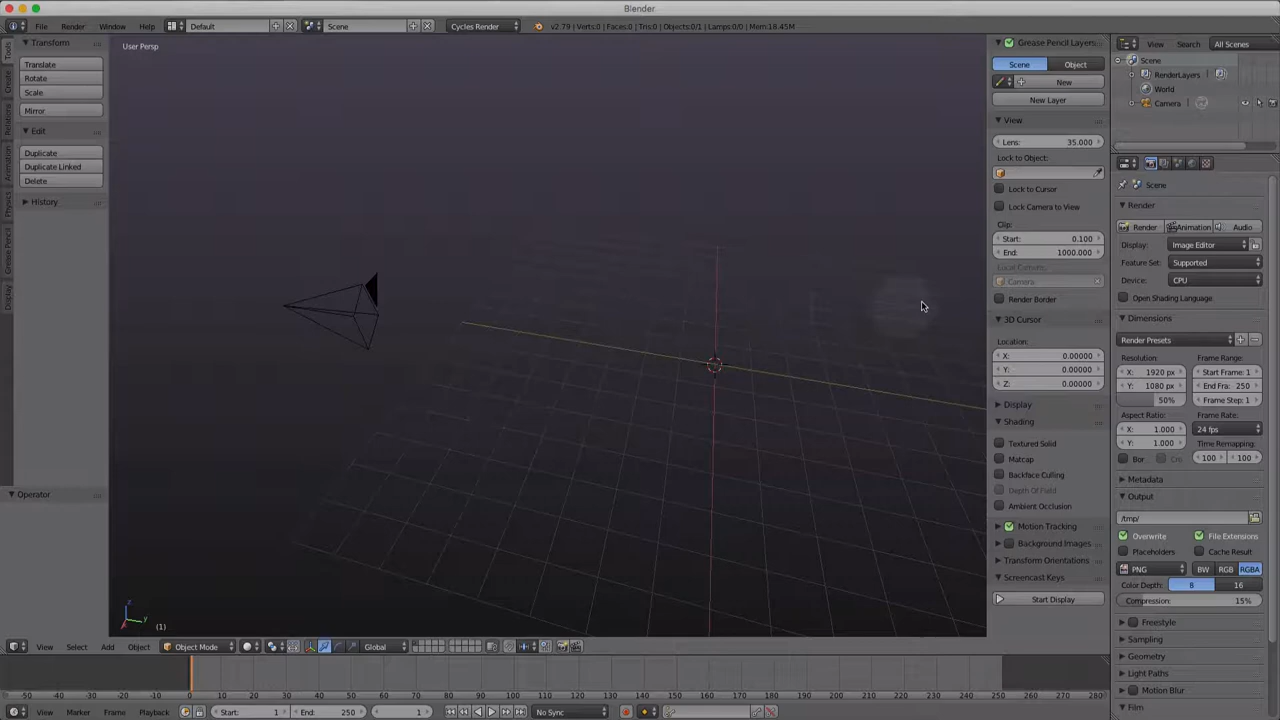 Blender
File Render Window Help Default Scene Cycles Render v2.79 | Verts:0 | Faces:0 | Tris:0 | Objects:0/1 | Lamps:0/0 | Mem:18.45M
User Persp
(1)
z
y
Tools
Create
Relations
Animation
Physics
Grease Pencil
Display
Transform
Translate
Rotate
Scale
Mirror
Edit
Duplicate
Duplicate Linked
Delete
History
Operator
Grease Pencil Layers
Scene Object
New
New Layer
View
Lens: 35.000
Lock to Object:
Lock to Cursor
Lock Camera to View
Clip:
Start: 0.100
End: 1000.000
Local Camera:
Camera
Render Border
3D Cursor
Location:
X: 0.00000
Y: 0.00000
Z: 0.00000
Display
Shading
Textured Solid
Matcap
Backface Culling
Depth Of Field
Ambient Occlusion
Motion Tracking
Background Images
Transform Orientations
Screencast Keys
Start Display
View Search All Scenes
Scene
RenderLayers
World
Camera
Scene
Render
Render Animation Audio
Display: Image Editor
Feature Set: Supported
Device: CPU
Open Shading Language
Dimensions
Render Presets
Resolution: Frame Range:
X: 1920 px Start Frame: 1
Y: 1080 px End Fra: 250
50% Frame Step: 1
Aspect Ratio: Frame Rate:
X: 1.000 24 fps
Y: 1.000 Time Remapping:
Bor Cro 100 100
Metadata
Output
/tmp/
Overwrite File Extensions
Placeholders Cache Result
PNG BW RGB RGBA
Color Depth: 8 16
Compression: 15%
Freestyle
Sampling
Geometry
Light Paths
Motion Blur
Film
View Select Add Object Object Mode Global
-50 -40 -30 -20 -10 0 10 20 30 40 50 60 70 80 90 100 110 120 130 140 150 160 170 180 190 200 210 220 230 240 250 260 270 280
View Marker Frame Playback Start: 1 End: 250 1 No Sync